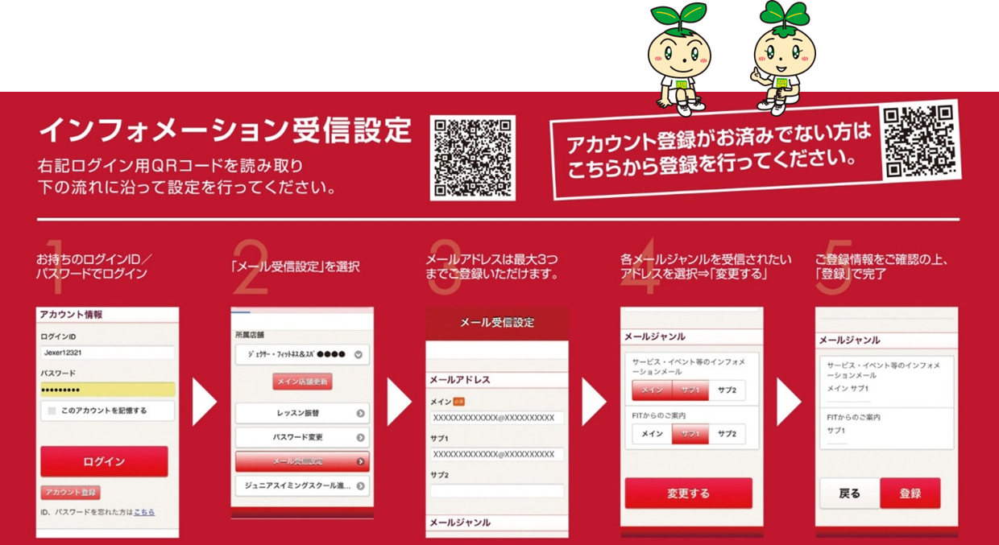 インフォメーション受信設定
右記ログイン用QRコードを読み取り
下の流れに沿って設定を行ってください。
アカウント登録がお済みでない方は
こちらから登録を行ってください。
1
お持ちのログインID／
パスワードでログイン
アカウント情報
ログインID
Jexer12321
パスワード
●●●●●●●●●
このアカウントを記憶する
ログイン
アカウント登録
ID、パスワードを忘れた方はこちら
2
「メール受信設定」を選択
所属店舗
ジェクサー・フィットネス&スパ ●●●●
メイン店舗更新
レッスン振替
パスワード変更
メール受信設定
ジュニアスイミングスクール進...
3
メールアドレスは最大3つ
までご登録いただけます。
メール受信設定
メールアドレス
メイン 必須
XXXXXXXXXXXXX@XXXXXXXXXX
サブ1
XXXXXXXXXXXXX@XXXXXXXXXX
サブ2
メールジャンル
4
各メールジャンルを受信されたい
アドレスを選択⇒「変更する」
メールジャンル
サービス・イベント等のインフォメ
ーションメール
メイン サブ1 サブ2
FITからのご案内
メイン サブ1 サブ2
変更する
5
ご登録情報をご確認の上、
「登録」で完了
メールジャンル
サービス・イベント等のインフォメ
ーションメール
メイン サブ1
FITからのご案内
サブ1
戻る 登録